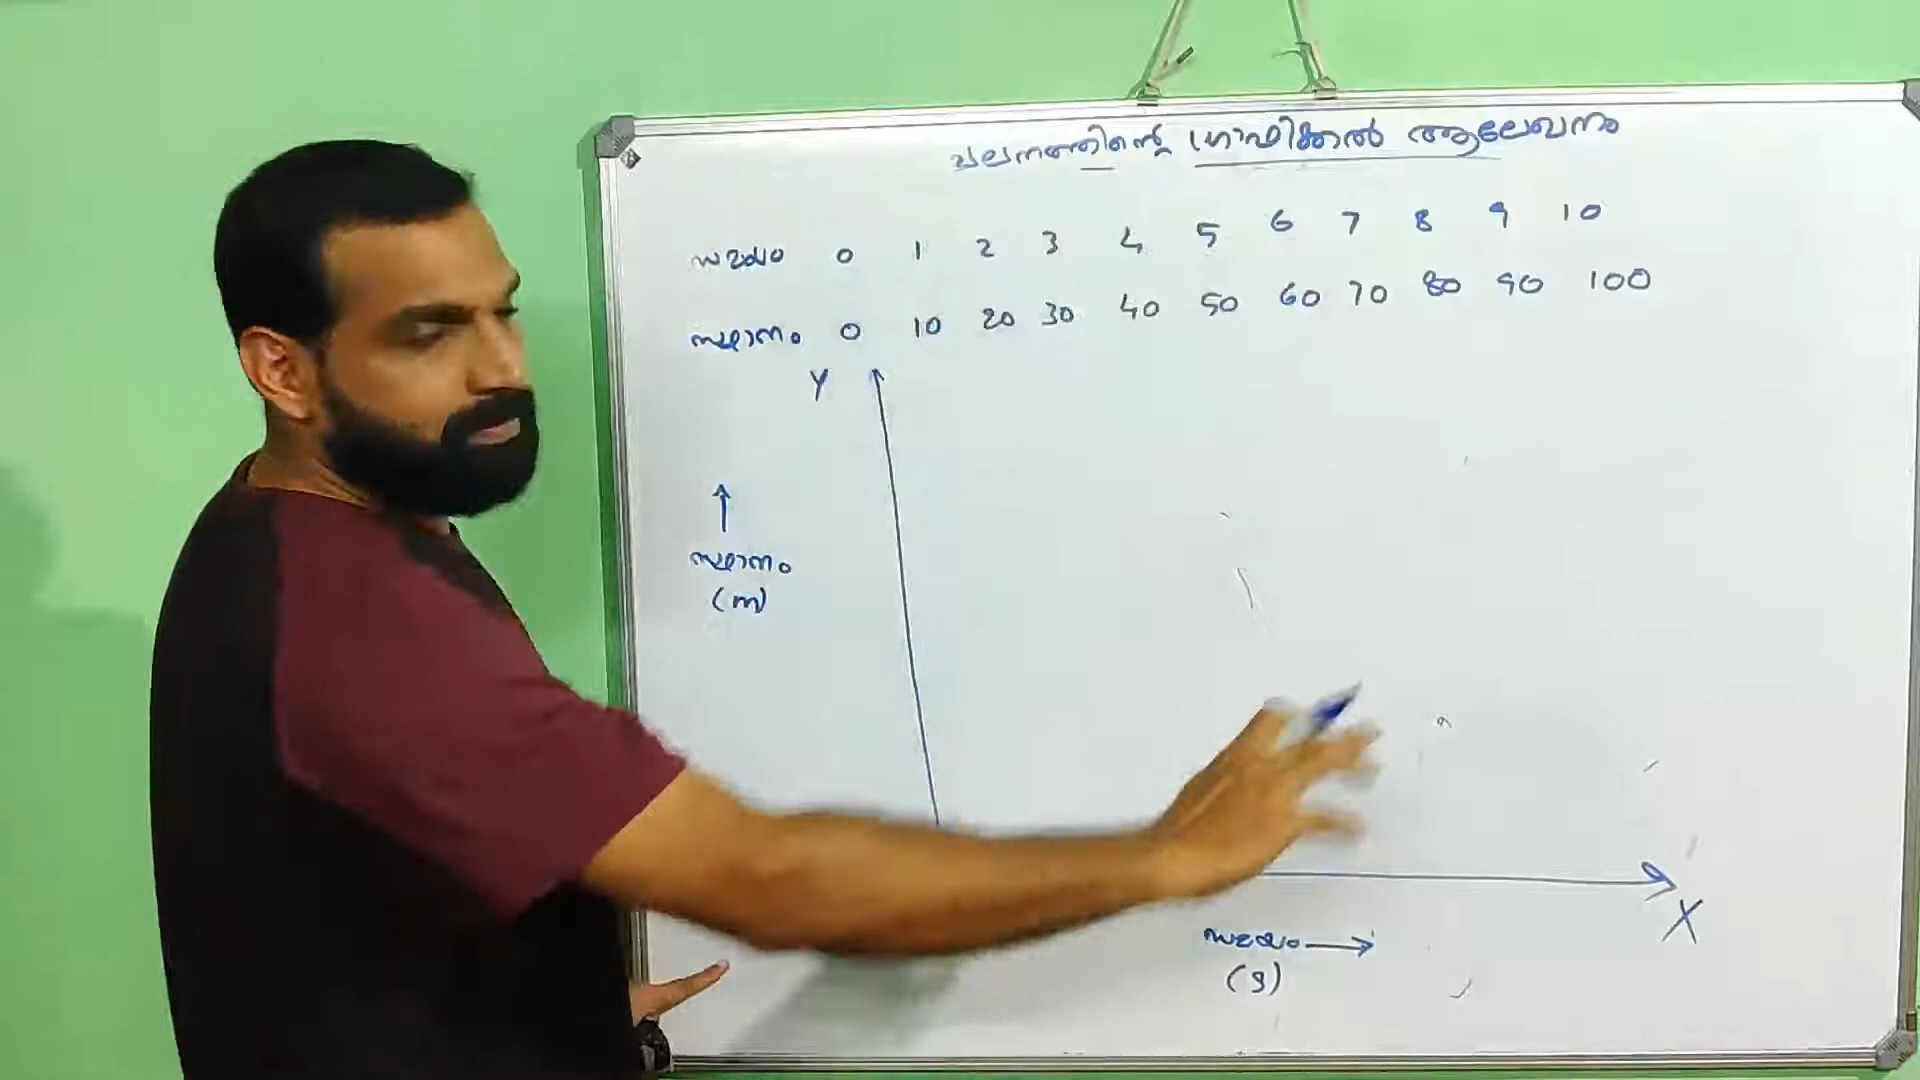 ചലനത്തിന്റെ ഗ്രാഫിക്കൽ ആലേഖനം
സമയം 0 1 2 3 4 5 6 7 8 9 10
സ്ഥാനം 0 10 20 30 40 50 60 70 80 90 100
Y
സ്ഥാനം
(m)
X
സമയം
(s)